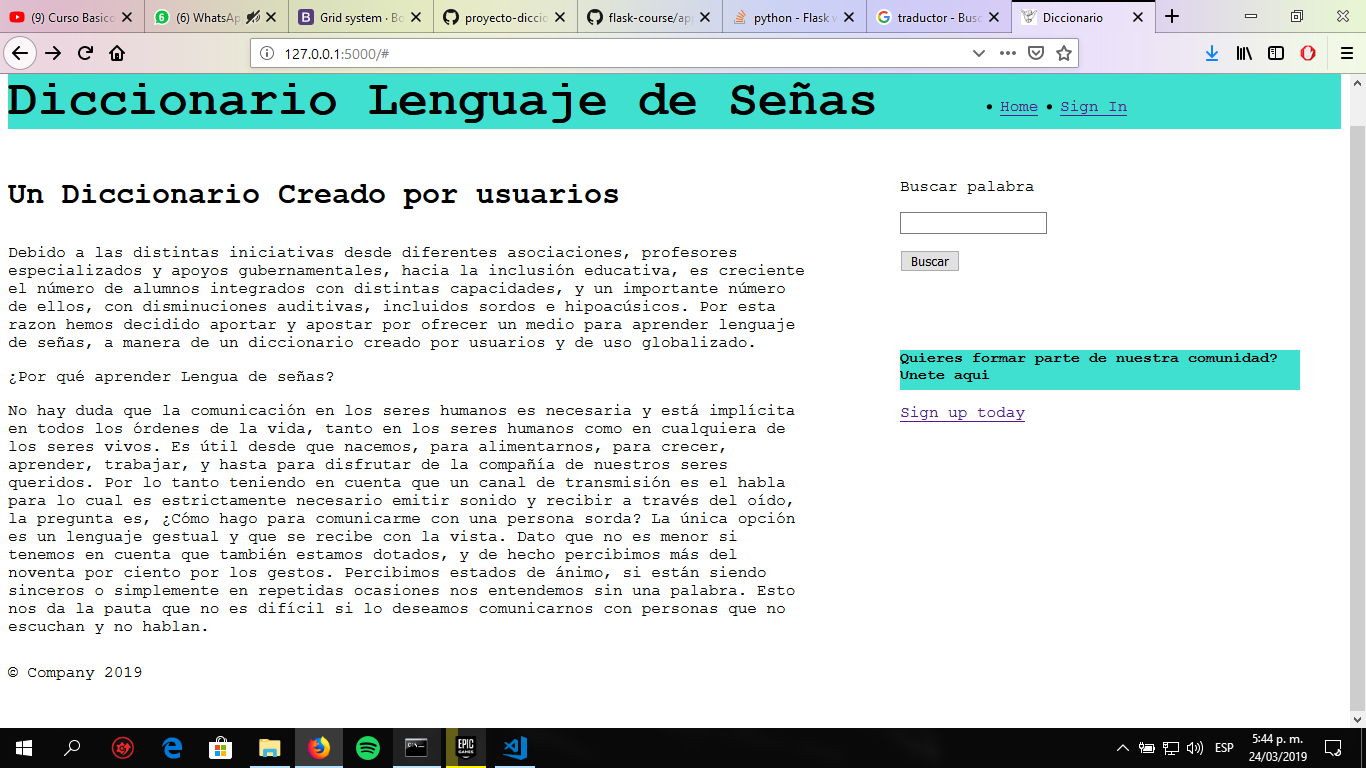 (9) Curso Basico
(6) WhatsAp
Grid system · Bo
proyecto-diccio
flask-course/app
python - Flask w
traductor - Busc
Diccionario
127.0.0.1:5000/#
Diccionario Lenguaje de Señas
• Home • Sign In
Un Diccionario Creado por usuarios
Debido a las distintas iniciativas desde diferentes asociaciones, profesores
especializados y apoyos gubernamentales, hacia la inclusión educativa, es creciente
el número de alumnos integrados con distintas capacidades, y un importante número
de ellos, con disminuciones auditivas, incluidos sordos e hipoacúsicos. Por esta
razon hemos decidido aportar y apostar por ofrecer un medio para aprender lenguaje
de señas, a manera de un diccionario creado por usuarios y de uso globalizado.
¿Por qué aprender Lengua de señas?
No hay duda que la comunicación en los seres humanos es necesaria y está implícita
en todos los órdenes de la vida, tanto en los seres humanos como en cualquiera de
los seres vivos. Es útil desde que nacemos, para alimentarnos, para crecer,
aprender, trabajar, y hasta para disfrutar de la compañía de nuestros seres
queridos. Por lo tanto teniendo en cuenta que un canal de transmisión es el habla
para lo cual es estrictamente necesario emitir sonido y recibir a través del oído,
la pregunta es, ¿Cómo hago para comunicarme con una persona sorda? La única opción
es un lenguaje gestual y que se recibe con la vista. Dato que no es menor si
tenemos en cuenta que también estamos dotados, y de hecho percibimos más del
noventa por ciento por los gestos. Percibimos estados de ánimo, si están siendo
sinceros o simplemente en repetidas ocasiones nos entendemos sin una palabra. Esto
nos da la pauta que no es difícil si lo deseamos comunicarnos con personas que no
escuchan y no hablan.
© Company 2019
Buscar palabra
Buscar
Quieres formar parte de nuestra comunidad?
Unete aqui
Sign up today
EPIC
GAMES
ESP
5:44 p. m.
24/03/2019